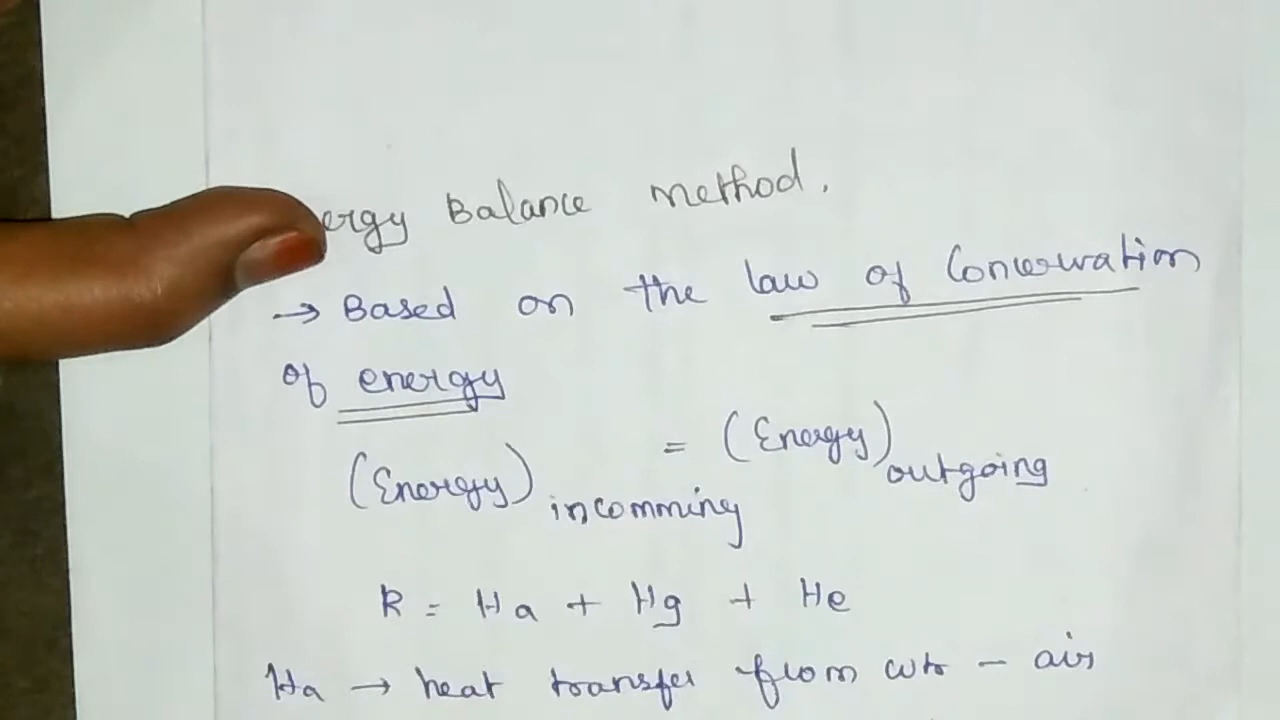 ergy Balance method.
→ Based on the law of Conservation
of energy
(Energy) incomming = (Energy) outgoing
R = Ha + Hg + He
Ha → heat transfer from wtr - air